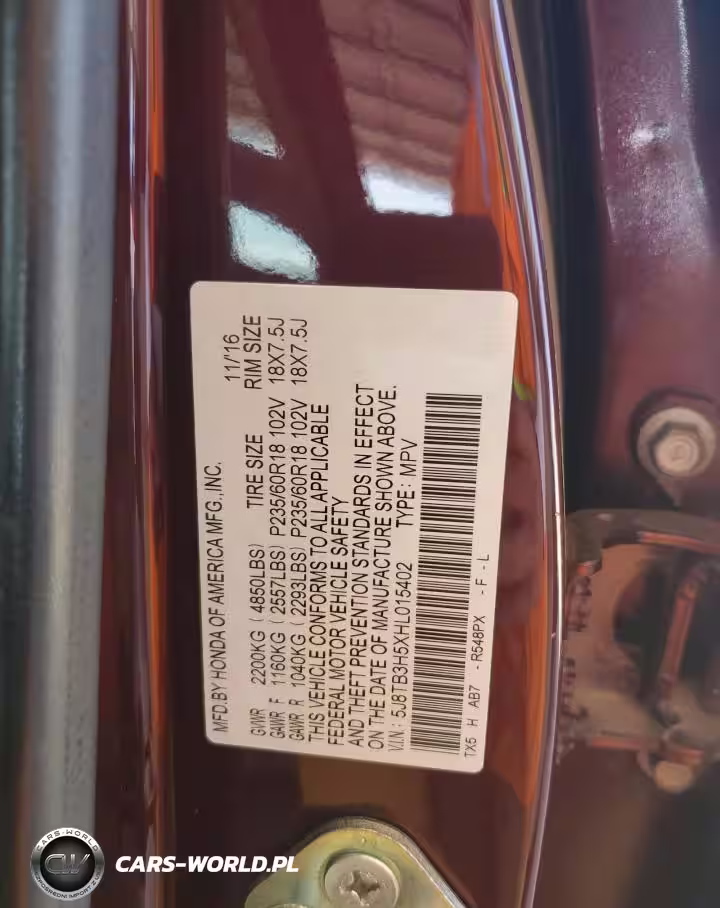 MFD.BY HONDA OF AMERICA MFG.,INC. 11/'16
GVWR 2200KG ( 4850LBS) TIRE SIZE RIM SIZE
GAWR F 1160KG ( 2557LBS) P235/60R18 102V 18X7.5J
GAWR R 1040KG ( 2293LBS) P235/60R18 102V 18X7.5J
THIS VEHICLE CONFORMS TO ALL APPLICABLE
FEDERAL MOTOR VEHICLE SAFETY
AND THEFT PREVENTION STANDARDS IN EFFECT
ON THE DATE OF MANUFACTURE SHOWN ABOVE.
V.I.N.: 5J8TB3H5XHL015402 TYPE: MPV
TX5 H AB7 - R548PX - F - L
CARS-WORLD
CW
CARS-WORLD.PL